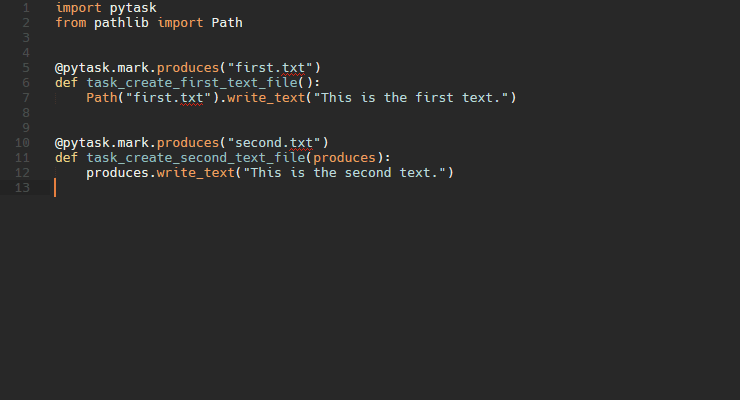 1 import pytask
2 from pathlib import Path
3
4
5 @pytask.mark.produces("first.txt")
6 def task_create_first_text_file():
7     Path("first.txt").write_text("This is the first text.")
8
9
10 @pytask.mark.produces("second.txt")
11 def task_create_second_text_file(produces):
12     produces.write_text("This is the second text.")
13